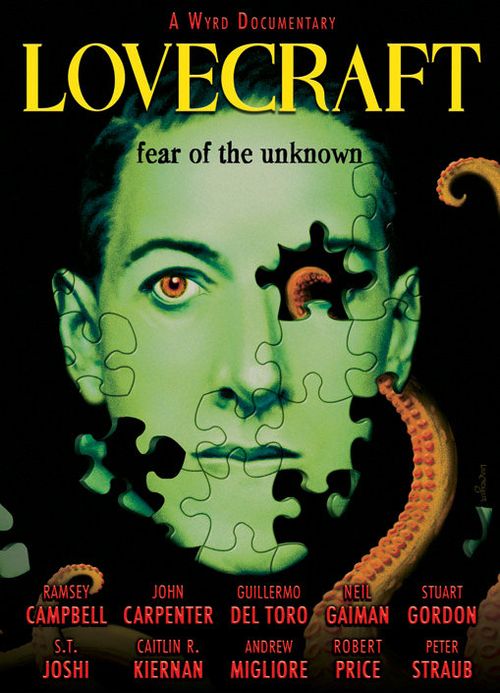 A WYRD DOCUMENTARY
LOVECRAFT
fear of the unknown
RAMSEY CAMPBELL
JOHN CARPENTER
GUILLERMO DEL TORO
NEIL GAIMAN
STUART GORDON
S.T. JOSHI
CAITLIN R. KIERNAN
ANDREW MIGLIORE
ROBERT PRICE
PETER STRAUB